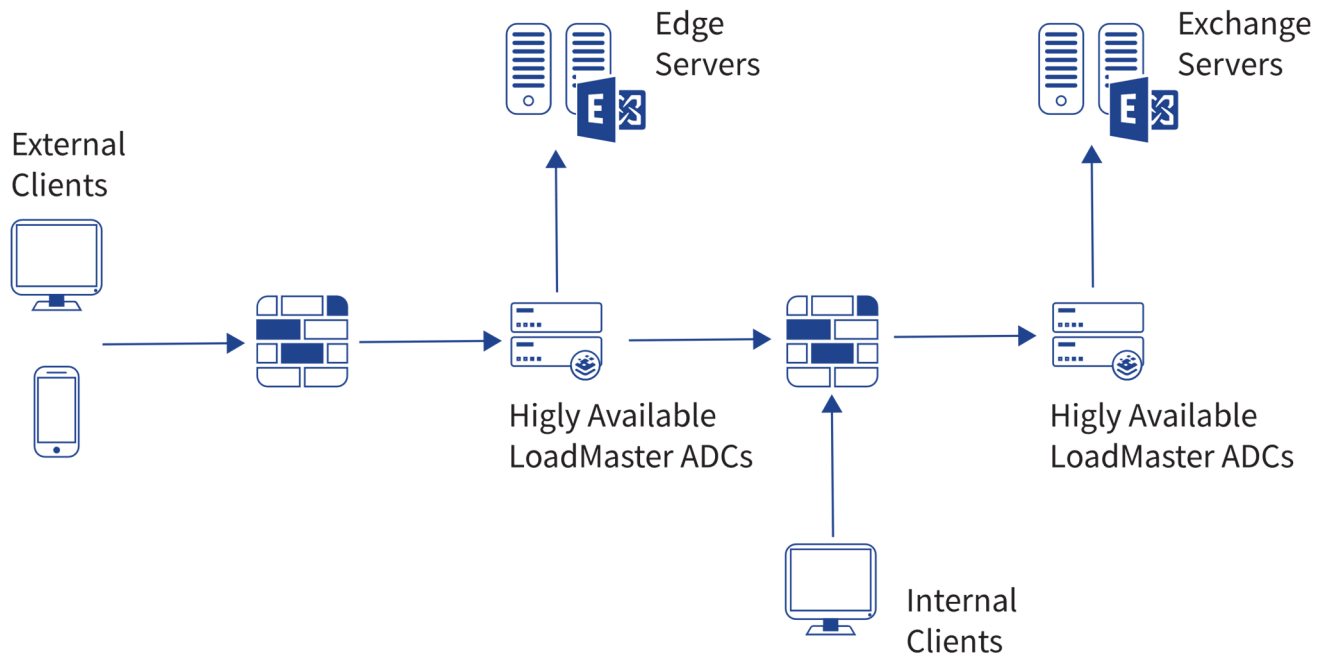 Edge
Servers
Exchange
Servers
External
Clients
E
E
Higly Available
LoadMaster ADCs
Higly Available
LoadMaster ADCs
Internal
Clients